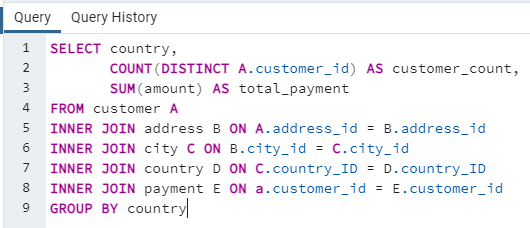 Query Query History
1 SELECT country,
2 COUNT(DISTINCT A.customer_id) AS customer_count,
3 SUM(amount) AS total_payment
4 FROM customer A
5 INNER JOIN address B ON A.address_id = B.address_id
6 INNER JOIN city C ON B.city_id = C.city_id
7 INNER JOIN country D ON C.country_ID = D.country_ID
8 INNER JOIN payment E ON a.customer_id = E.customer_id
9 GROUP BY country